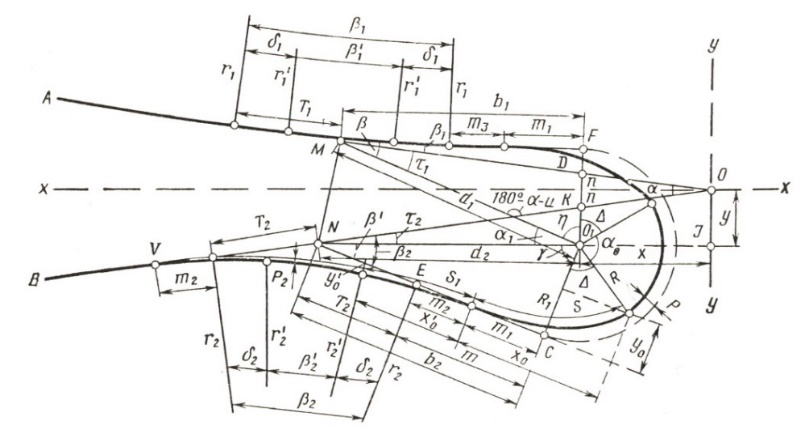 β₁
δ₁ β₁' δ₁
r₁ r₁' r₁' r₁
T₁ b₁
m₃ m₁
A y
M β β₁ F
τ₁ D n O
x d₁ 180º-α-u K n α x
N β' τ₂ α₁ η Δ O₁ y
T₂ β₂ d₂ γ αθ x J
V y₀' E S₁ Δ R y
B m₂ P₂ R₁ S P
r₂ r₂' r₂' r₂ T₂ m₂ x₀' m₁ C y₀
δ₂ β₂' δ₂ b₂ m x₀
β₂